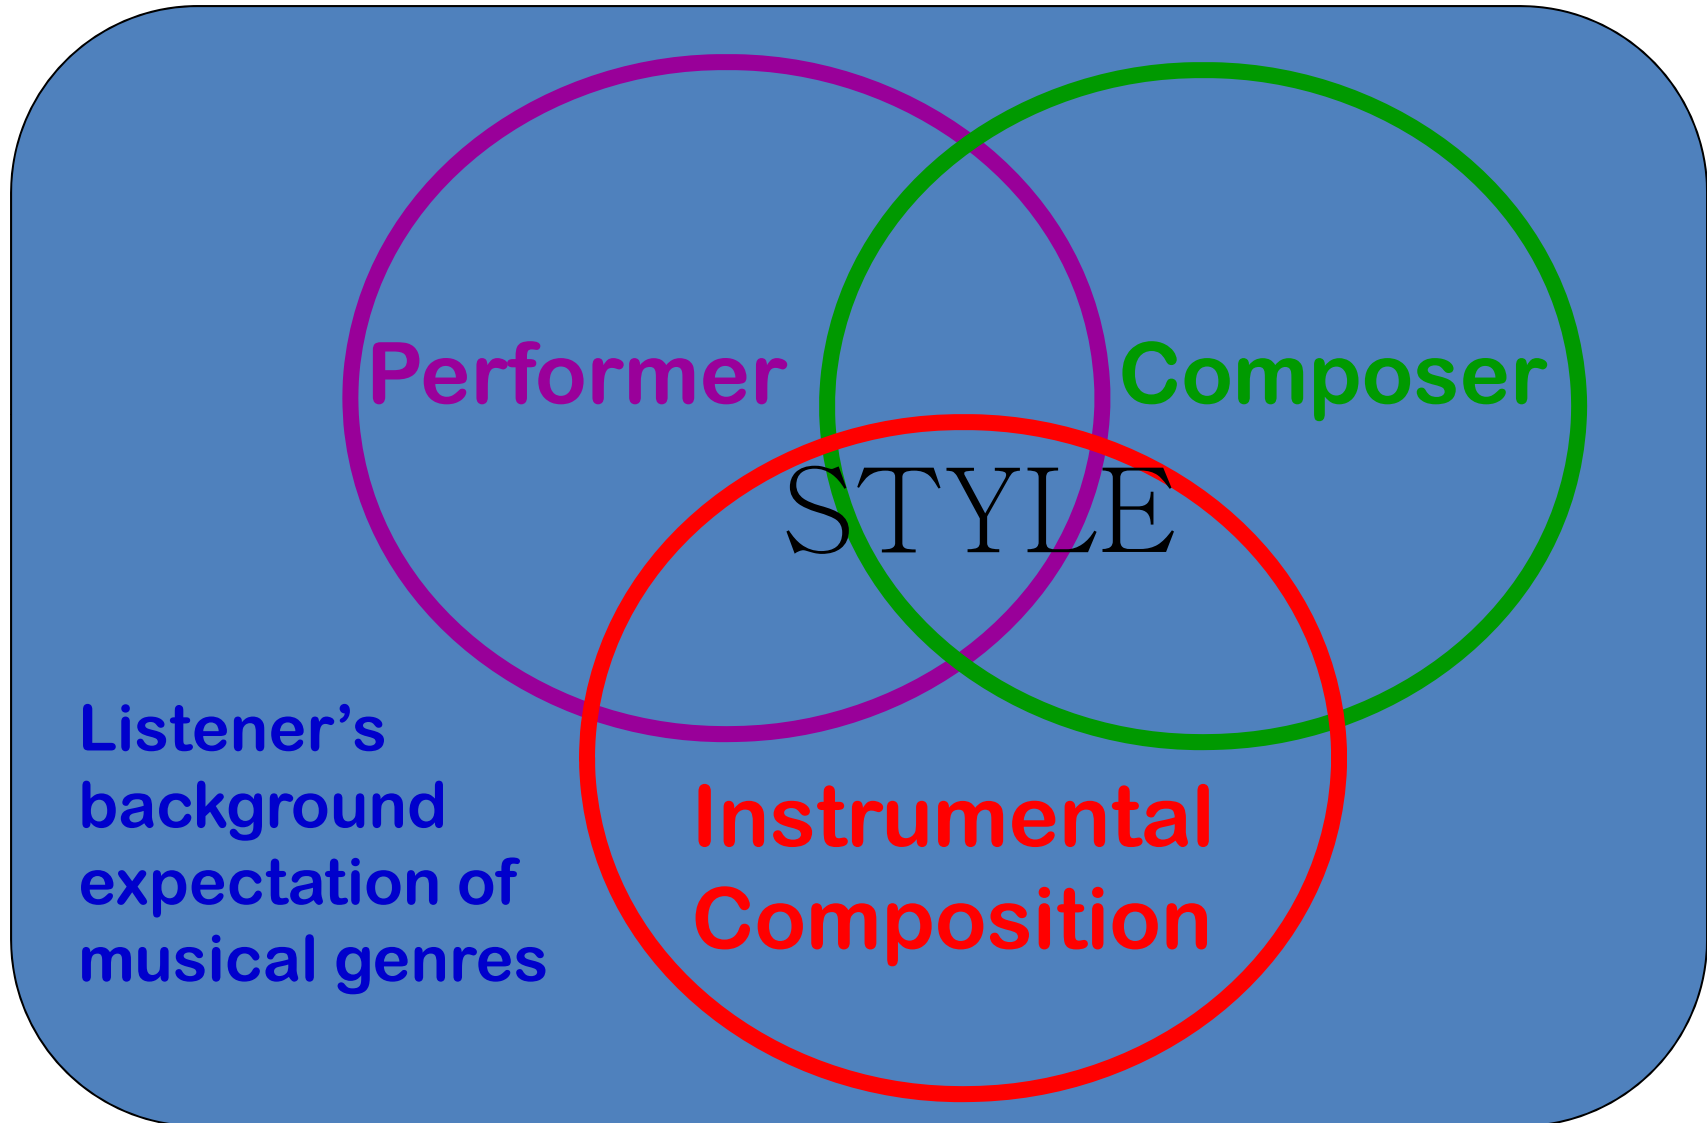 Performer
Composer
STYLE
Listener’s
background
expectation of
musical genres
Instrumental
Composition